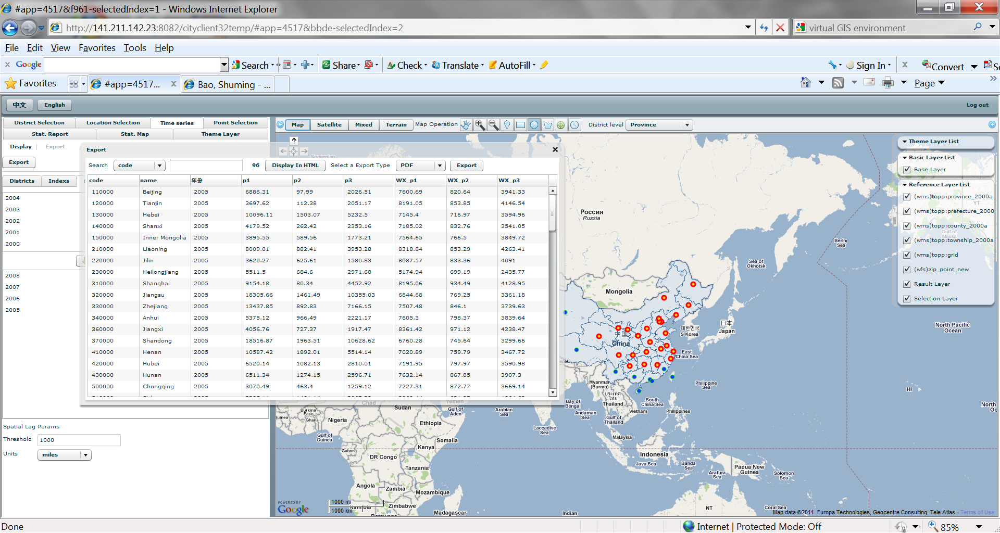 #app=4517&f961-selectedIndex=1 - Windows Internet Explorer
http://141.211.142.23:8082/cityclient32temp/#app=4517&bbde-selectedIndex=2
virtual GIS environment
File Edit View Favorites Tools Help
x Google Search Share Check Translate AutoFill Sign In x Convert
Favorites #app=4517... x Bao, Shuming - ... Page
中文 English Log out
District Selection Location Selection Time series Point Selection
Stat. Report Stat. Map Theme Layer
Map Satellite Mixed Terrain Map Operation District level Province
Display Export
Export
Districts Indexs
2004
2003
2002
2001
2000
2008
2007
2006
2005
Spatial Lag Params
Threshold 1000
Units miles
Export
Search code 96 Display In HTML Select a Export Type PDF Export
code name 年份 p1 p2 p3 WX_p1 WX_p2 WX_p3
110000 Beijing 2005 6886.31 97.99 2026.51 7600.69 820.64 3941.33
120000 Tianjin 2005 3697.62 112.38 2051.17 8191.05 853.85 4146.54
130000 Hebei 2005 10096.11 1503.07 5232.5 7145.4 716.97 3594.96
140000 Shanxi 2005 4179.52 262.42 2353.16 7185.02 832.76 3541.05
150000 Inner Mongolia 2005 3895.55 589.56 1773.21 7564.65 766.5 3849.72
210000 Liaoning 2005 8009.01 882.41 3953.28 8318.84 853.29 4263.41
220000 Jilin 2005 3620.27 625.61 1580.83 8087.57 833.36 4091
230000 Heilongjiang 2005 5511.5 684.6 2971.68 5174.94 699.19 2435.77
310000 Shanghai 2005 9154.18 80.34 4452.92 8195.06 934.49 4128.95
320000 Jiangsu 2005 18305.66 1461.49 10355.03 6844.68 769.25 3361.18
330000 Zhejiang 2005 13437.85 892.83 7166.15 7507.48 846.1 3739.63
340000 Anhui 2005 5375.12 966.49 2221.17 7605.3 798.37 3839.64
360000 Jiangxi 2005 4056.76 727.37 1917.47 8361.42 971.12 4238.47
370000 Shandong 2005 18516.87 1963.51 10628.62 6760.28 745.64 3299.66
410000 Henan 2005 10587.42 1892.01 5514.14 7020.89 759.79 3467.72
420000 Hubei 2005 6520.14 1082.13 2810.01 7191.95 797.97 3590.98
430000 Hunan 2005 6511.34 1274.15 2596.71 7632.14 867.85 3907.3
500000 Chongqing 2005 3070.49 463.4 1259.12 7227.31 872.77 3669.14
Theme Layer List
Basic Layer List
Base Layer
Reference Layer List
(wms)topp:province_2000a
(wms)topp:prefecture_2000
(wms)topp:county_2000a
(wms)topp:township_2000a
(wms)topp:grid
(wfs)zip_point_new
Result Layer
Selection Layer
Norwegian
YT
Gulf of
Alaska
Россия
Russia
Bering
Sea
Sea of
Okhotsk
Mongolia
中国
China
대한민국
S Korea
日本
Japan
North Pacific
Ocean
East
China Sea
Myanmar
(Burma)
ประเทศ
ไทย
Thailand
Philippine
Sea
HI
Bay of
Bengal
South
China Sea
Vietnam
Philippines
Andaman
Sea
Gulf of
Thailand
Laccadive
Sea
Arabian
Sea
Yemen
Gulf of
Aden
Chad
Sudan
Burkina
Faso
Guinea
Ghana
Nigeria
Ethiopia
Gulf of
Guinea
Somalia
Gabon
Kenya
DR Congo
Tanzania
Malaysia
Indonesia
Java Sea
Banda
Sea
Arafura
Sea
Papua New
Guinea
Solomon
Sea
Angola
Zambia
Mozambique
Namibia
Zimbabwe
Madagascar
Indian
NT
Coral Sea
North
Oc
POWERED BY
Google
1000 mi
1000 km
Map data ©2011 Europa Technologies, Geocentre Consulting, Tele Atlas - Terms of Use
Done Internet | Protected Mode: Off 85%